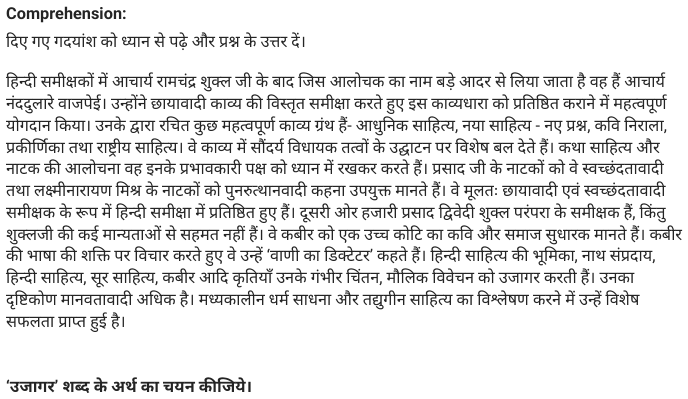 Comprehension:
दिए गए गदयांश को ध्यान से पढ़े और प्रश्न के उत्तर दें।
हिन्दी समीक्षकों में आचार्य रामचंद्र शुक्ल जी के बाद जिस आलोचक का नाम बड़े आदर से लिया जाता है वह हैं आचार्य
नंददुलारे वाजपेई। उन्होंने छायावादी काव्य की विस्तृत समीक्षा करते हुए इस काव्यधारा को प्रतिष्ठित कराने में महत्वपूर्ण
योगदान किया। उनके द्वारा रचित कुछ महत्वपूर्ण काव्य ग्रंथ हैं- आधुनिक साहित्य, नया साहित्य - नए प्रश्न, कवि निराला,
प्रकीर्णिका तथा राष्ट्रीय साहित्य। वे काव्य में सौंदर्य विधायक तत्वों के उद्घाटन पर विशेष बल देते हैं। कथा साहित्य और
नाटक की आलोचना वह इनके प्रभावकारी पक्ष को ध्यान में रखकर करते हैं। प्रसाद जी के नाटकों को वे स्वच्छंदतावादी
तथा लक्ष्मीनारायण मिश्र के नाटकों को पुनरुत्थानवादी कहना उपयुक्त मानते हैं। वे मूलतः छायावादी एवं स्वच्छंदतावादी
समीक्षक के रूप में हिन्दी समीक्षा में प्रतिष्ठित हुए हैं। दूसरी ओर हजारी प्रसाद द्विवेदी शुक्ल परंपरा के समीक्षक हैं, किंतु
शुक्लजी की कई मान्यताओं से सहमत नहीं हैं। वे कबीर को एक उच्च कोटि का कवि और समाज सुधारक मानते हैं। कबीर
की भाषा की शक्ति पर विचार करते हुए वे उन्हें ‘वाणी का डिक्टेटर’ कहते हैं। हिन्दी साहित्य की भूमिका, नाथ संप्रदाय,
हिन्दी साहित्य, सूर साहित्य, कबीर आदि कृतियाँ उनके गंभीर चिंतन, मौलिक विवेचन को उजागर करती हैं। उनका
दृष्टिकोण मानवतावादी अधिक है। मध्यकालीन धर्म साधना और तद्युगीन साहित्य का विश्लेषण करने में उन्हें विशेष
सफलता प्राप्त हुई है।
‘उजागर’ शब्द के अर्थ का चयन कीजिये।